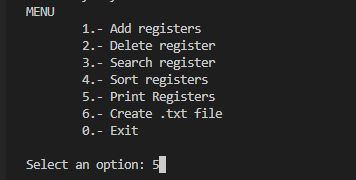 MENU
1.- Add registers
2.- Delete register
3.- Search register
4.- Sort registers
5.- Print Registers
6.- Create .txt file
0.- Exit
Select an option: 5